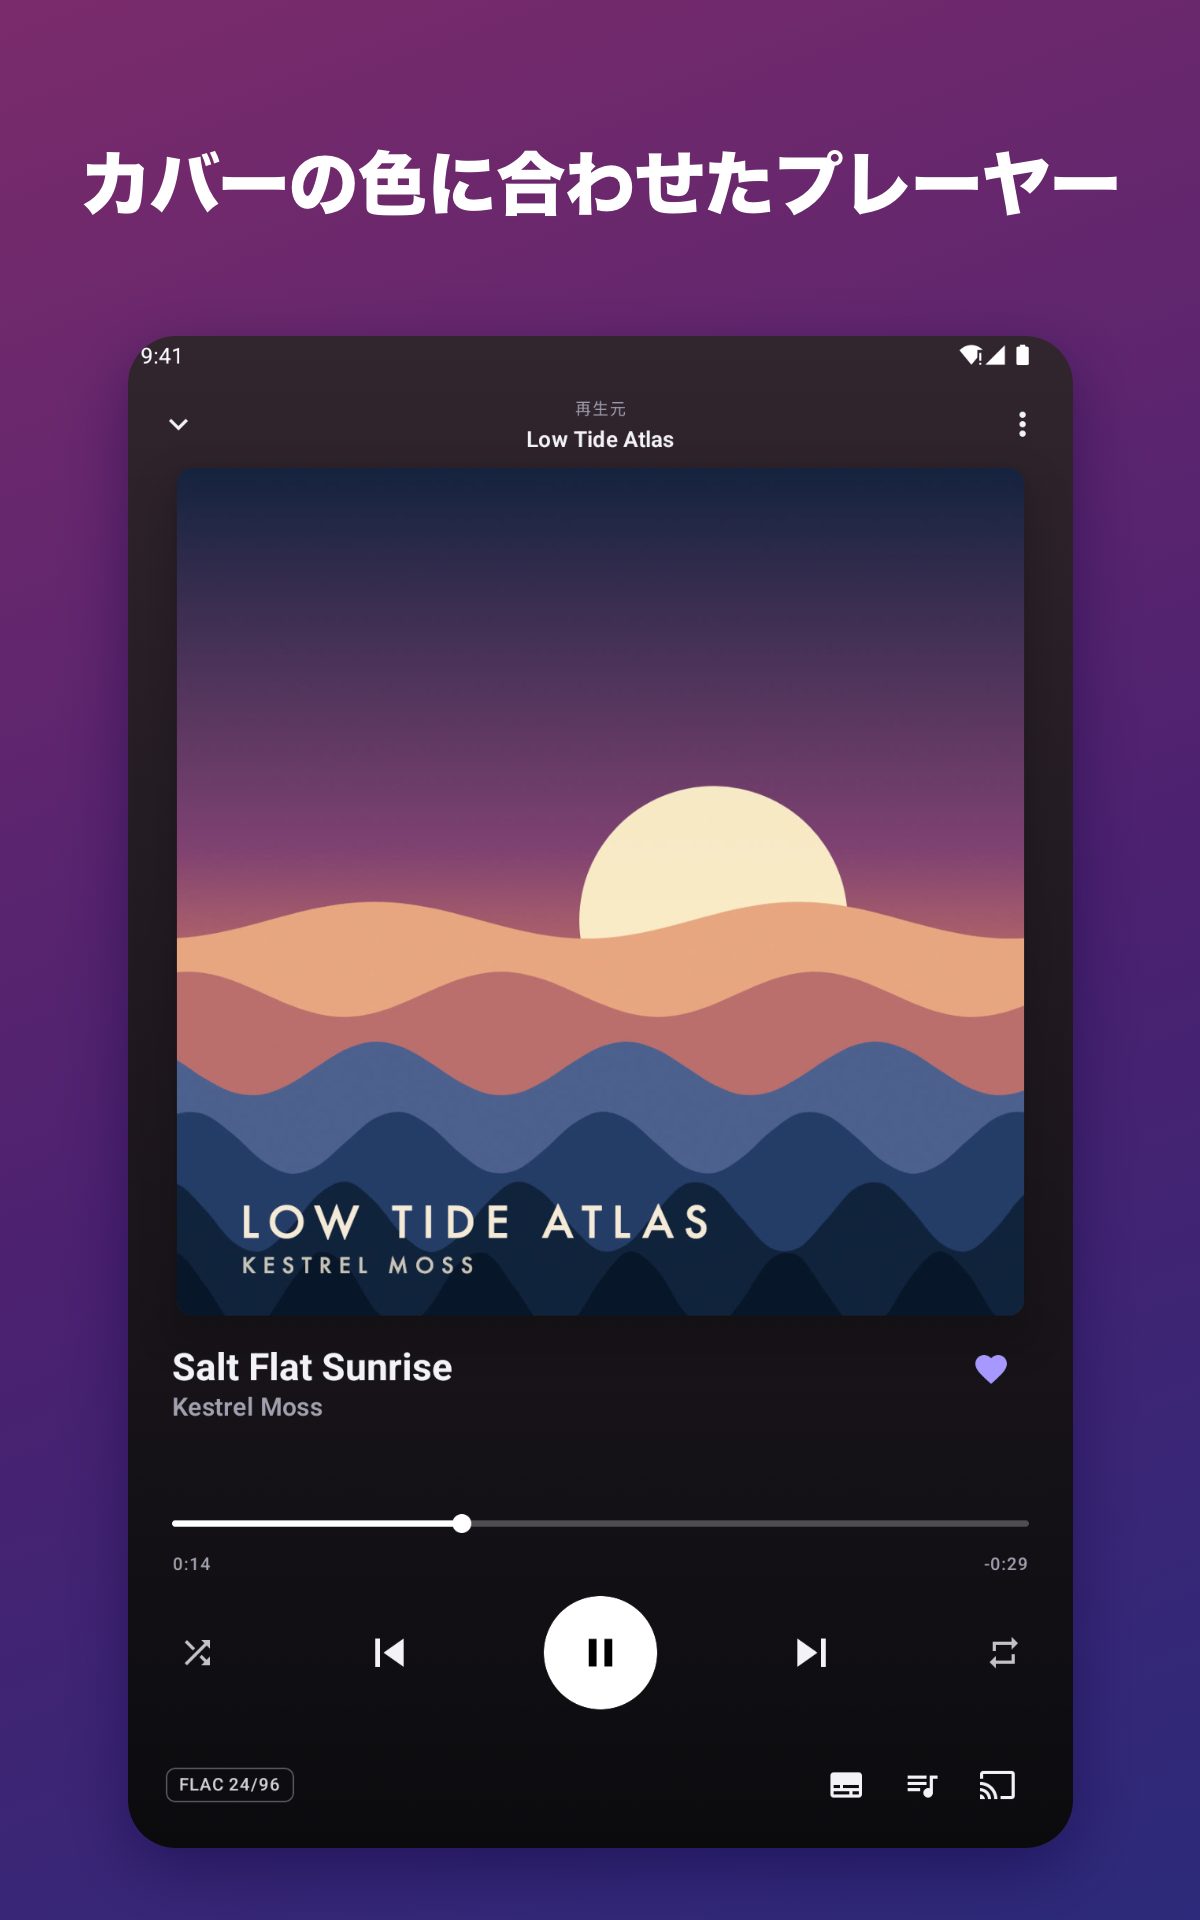 カバーの色に合わせたプレーヤー
9:41
再生元
Low Tide Atlas
LOW TIDE ATLAS
KESTREL MOSS
Salt Flat Sunrise
Kestrel Moss
0:14
-0:29
FLAC 24/96